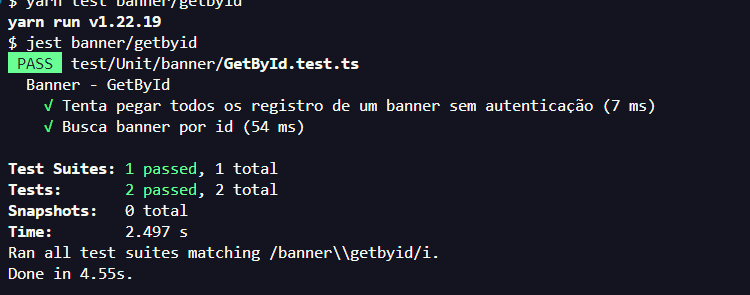 $ yarn test banner/getbyid
yarn run v1.22.19
$ jest banner/getbyid
PASS test/Unit/banner/GetById.test.ts
Banner - GetById
√ Tenta pegar todos os registro de um banner sem autenticação (7 ms)
√ Busca banner por id (54 ms)
Test Suites: 1 passed, 1 total
Tests: 2 passed, 2 total
Snapshots: 0 total
Time: 2.497 s
Ran all test suites matching /banner\\getbyid/i.
Done in 4.55s.